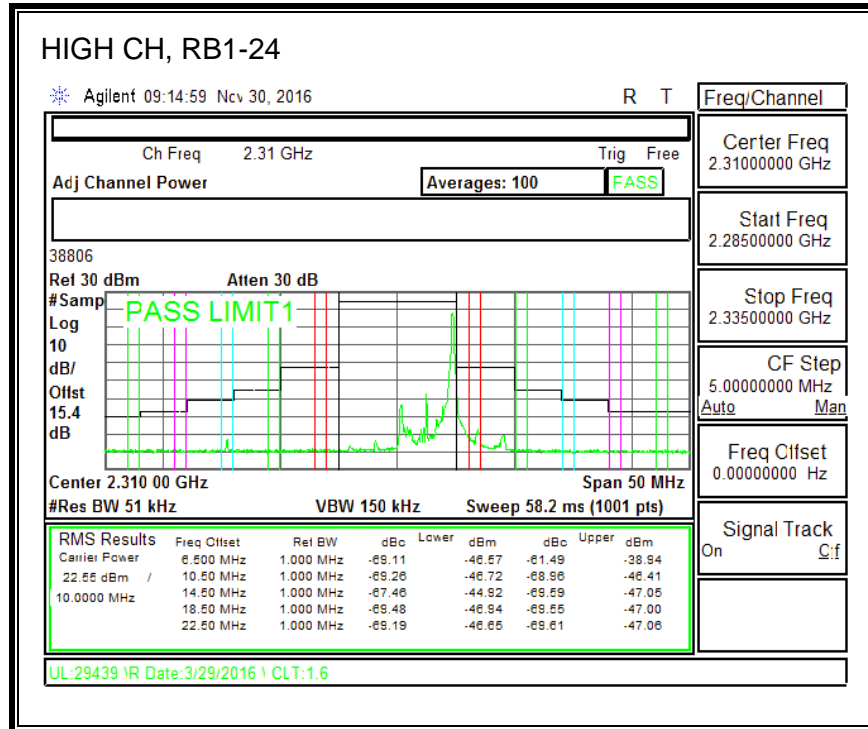 HIGH CH, RB1-24
Agilent 09:14:59 Nov 30, 2016 R T
Freq/Channel
Ch Freq 2.31 GHz Trig Free
Adj Channel Power Averages: 100 PASS
38806
Ref 30 dBm Atten 30 dB
#Samp
Log
10
dB/
Offst
15.4
dB
PASS LIMIT1
Center 2.310 00 GHz Span 50 MHz
#Res BW 51 kHz VBW 150 kHz Sweep 58.2 ms (1001 pts)
RMS Results Freq Offset Ref BW dBc Lower dBm dBc Upper dBm
Carrier Power 6.500 MHz 1.000 MHz -69.11 -46.57 -61.49 -38.94
22.55 dBm / 10.50 MHz 1.000 MHz -69.26 -46.72 -68.96 -46.41
10.0000 MHz 14.50 MHz 1.000 MHz -67.46 -44.92 -69.59 -47.05
18.50 MHz 1.000 MHz -69.48 -46.94 -69.55 -47.00
22.50 MHz 1.000 MHz -69.19 -46.65 -69.61 -47.06
UL:29439 \R Date:3/29/2016 \ CLT:1.6
Center Freq
2.31000000 GHz
Start Freq
2.28500000 GHz
Stop Freq
2.33500000 GHz
CF Step
5.00000000 MHz
Auto Man
Freq Offset
0.00000000 Hz
Signal Track
On